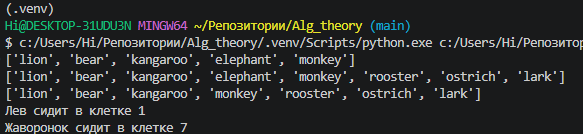 (.venv)
Hi@DESKTOP-31UDU3N MINGW64 ~/Репозитории/Alg_theory (main)
$ c:/Users/Hi/Репозитории/Alg_theory/.venv/Scripts/python.exe c:/Users/Hi/Репозитор
['lion', 'bear', 'kangaroo', 'elephant', 'monkey']
['lion', 'bear', 'kangaroo', 'elephant', 'monkey', 'rooster', 'ostrich', 'lark']
['lion', 'bear', 'kangaroo', 'monkey', 'rooster', 'ostrich', 'lark']
Лев сидит в клетке 1
Жаворонок сидит в клетке 7